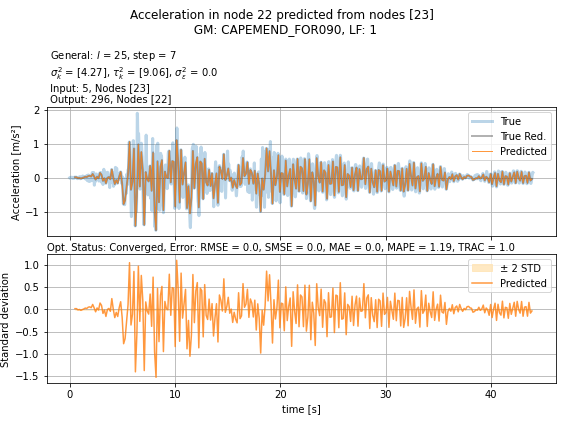 Acceleration in node 22 predicted from nodes [23]
GM: CAPEMEND_FOR090, LF: 1
General: l = 25, step = 7
σ²ₖ = [4.27], τ²ₖ = [9.06], σ²ε = 0.0
Input: 5, Nodes [23]
Output: 296, Nodes [22]
2
1
0
−1
Acceleration [m/s²]
True
True Red.
Predicted
Opt. Status: Converged, Error: RMSE = 0.0, SMSE = 0.0, MAE = 0.0, MAPE = 1.19, TRAC = 1.0
1.0
0.5
0.0
−0.5
−1.0
−1.5
Standard deviation
± 2 STD
Predicted
0 10 20 30 40
time [s]